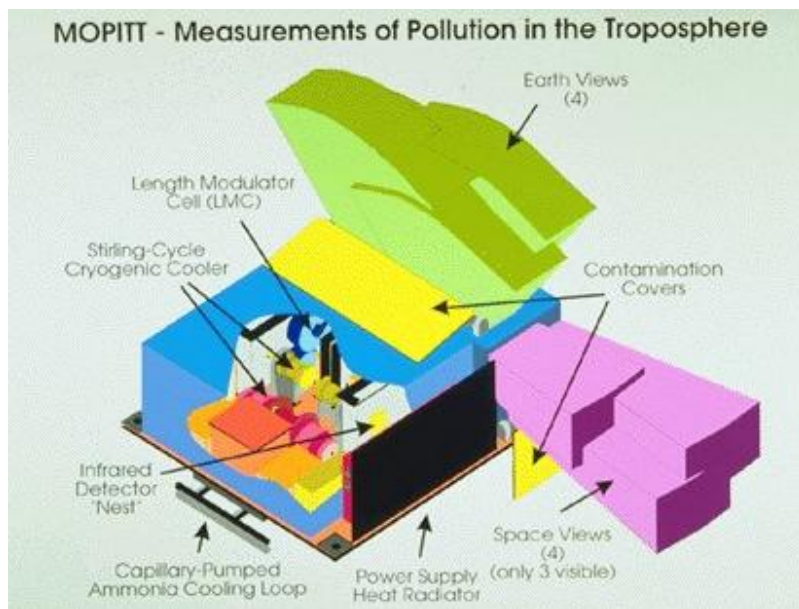 MOPITT - Measurements of Pollution in the Troposphere
Earth Views
(4)
Length Modulator
Cell (LMC)
Stirling-Cycle
Cryogenic Cooler
Contamination
Covers
Infrared
Detector
'Nest'
Capillary-Pumped
Ammonia Cooling Loop
Power Supply
Heat Radiator
Space Views
(4)
(only 3 visible)